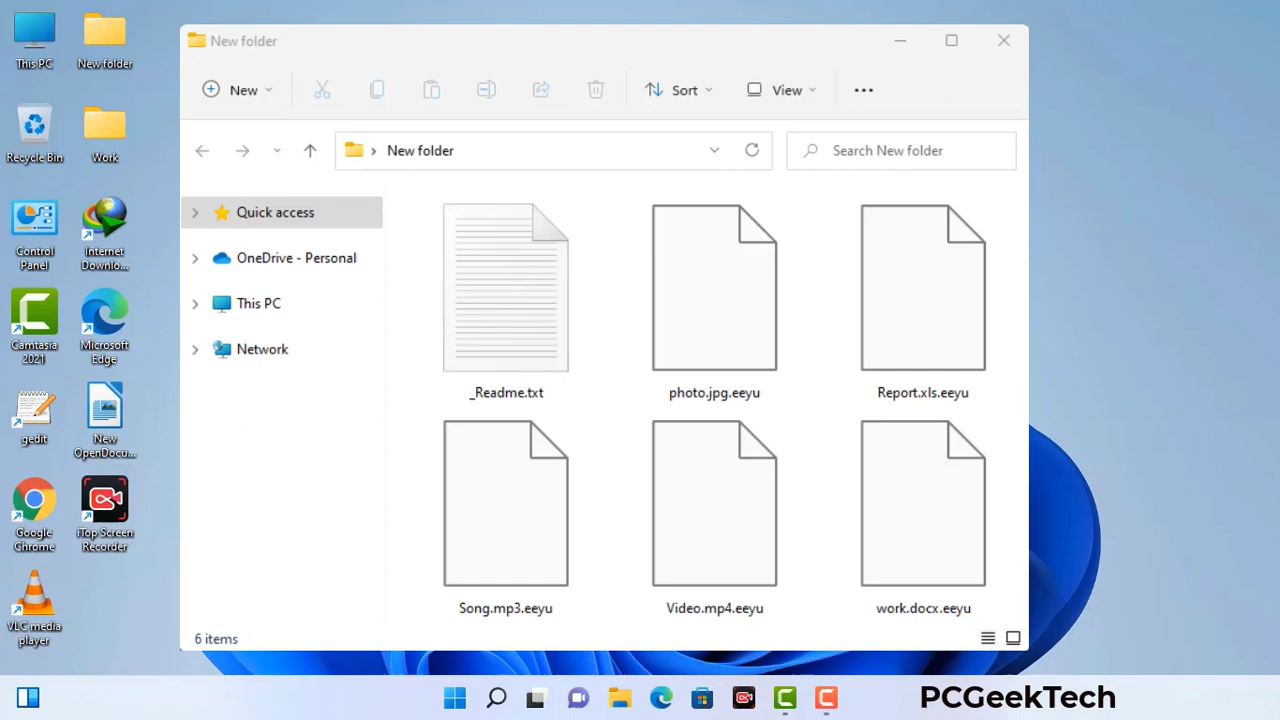 This PC
New folder
Recycle Bin
Work
Control
Panel
Internet
Downlo...
Camtasia
2021
Microsoft
Edge
gedit
New
OpenDocu...
Google
Chrome
iTop Screen
Recorder
VLC media
player
New folder
New
Sort
View
New folder
Search New folder
Quick access
OneDrive - Personal
This PC
Network
_Readme.txt
photo.jpg.eeyu
Report.xls.eeyu
Song.mp3.eeyu
Video.mp4.eeyu
work.docx.eeyu
6 items
PCGeekTech